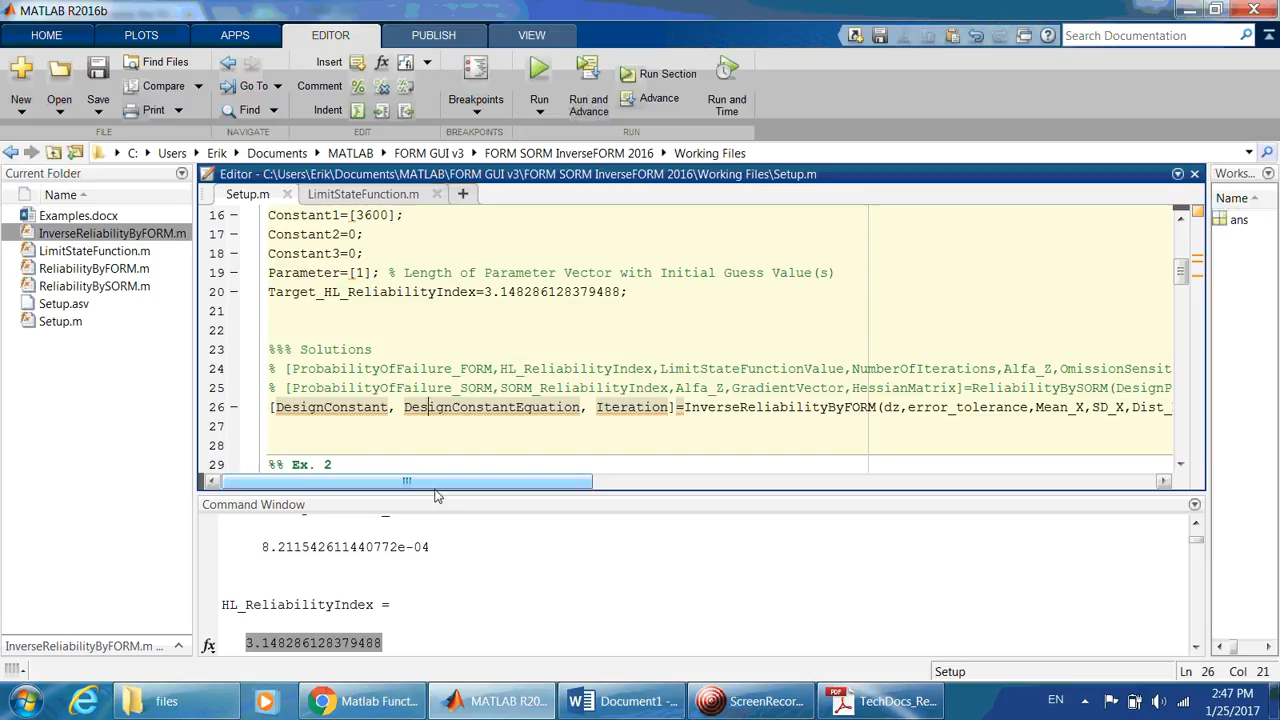 MATLAB R2016b
HOME PLOTS APPS EDITOR PUBLISH VIEW Search Documentation
New Open Save Find Files Compare Print
FILE
Go To Find
NAVIGATE
Insert fx
Comment %
Indent
EDIT
Breakpoints
BREAKPOINTS
Run Run and Advance Run Section Advance Run and Time
RUN
C: Users Erik Documents MATLAB FORM GUI v3 FORM SORM InverseFORM 2016 Working Files
Current Folder
Name
Examples.docx
InverseReliabilityByFORM.m
LimitStateFunction.m
ReliabilityByFORM.m
ReliabilityBySORM.m
Setup.asv
Setup.m
InverseReliabilityByFORM.m ...
Editor - C:\Users\Erik\Documents\MATLAB\FORM GUI v3\FORM SORM InverseFORM 2016\Working Files\Setup.m
Setup.m LimitStateFunction.m
16 – Constant1=[3600];
17 – Constant2=0;
18 – Constant3=0;
19 – Parameter=[1]; % Length of Parameter Vector with Initial Guess Value(s)
20 – Target_HL_ReliabilityIndex=3.148286128379488;
21
22
23 %%% Solutions
24 % [ProbabilityOfFailure_FORM,HL_ReliabilityIndex,LimitStateFunctionValue,NumberOfIterations,Alfa_Z,OmissionSensit
25 % [ProbabilityOfFailure_SORM,SORM_ReliabilityIndex,Alfa_Z,GradientVector,HessianMatrix]=ReliabilityBySORM(DesignP
26 – [DesignConstant, DesignConstantEquation, Iteration]=InverseReliabilityByFORM(dz,error_tolerance,Mean_X,SD_X,Dist_
27
28
29 %% Ex. 2
Command Window
8.211542611440772e-04
HL_ReliabilityIndex =
fx 3.148286128379488
Works...
Name
ans
Setup Ln 26 Col 21
files Matlab Funct... MATLAB R20... Document1 -... ScreenRecor... TechDocs_Re...
EN 2:47 PM
1/25/2017